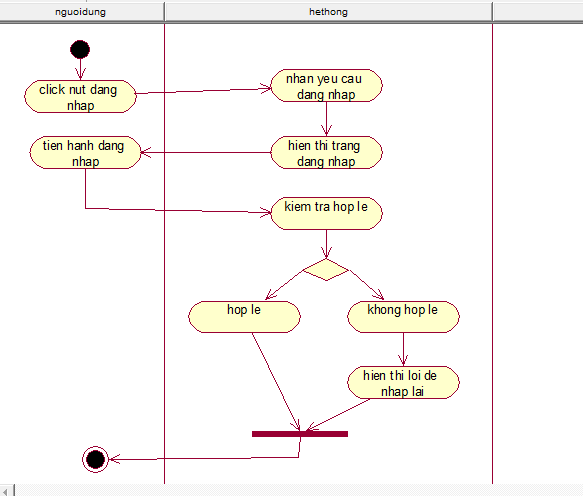 nguoidung
hethong
click nut dang
nhap
nhan yeu cau
dang nhap
tien hanh dang
nhap
hien thi trang
dang nhap
kiem tra hop le
hop le
khong hop le
hien thi loi de
nhap lai